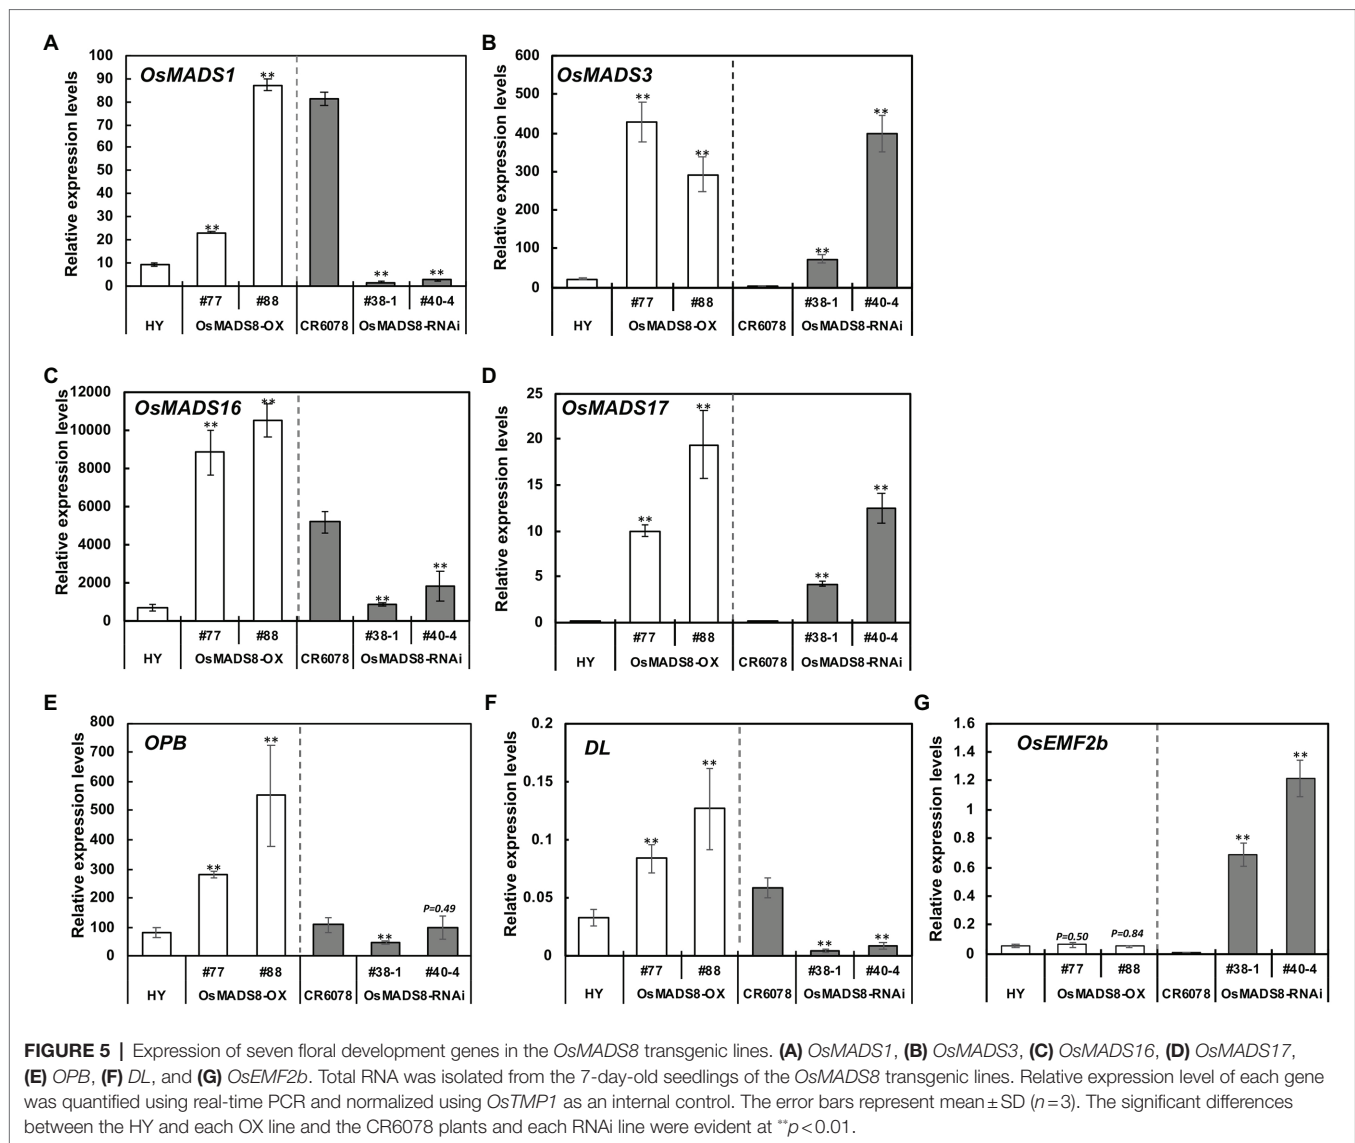 A
OsMADS1
Relative expression levels
100
90
80
70
60
50
40
30
20
10
0
**
**
**
**
#77
#88
#38-1
#40-4
HY
OsMADS8-OX
CR6078
OsMADS8-RNAi
B
OsMADS3
Relative expression levels
600
500
400
300
200
100
0
**
**
**
**
#77
#88
#38-1
#40-4
HY
OsMADS8-OX
CR6078
OsMADS8-RNAi
C
OsMADS16
Relative expression levels
12000
10000
8000
6000
4000
2000
0
**
**
**
**
#77
#88
#38-1
#40-4
HY
OsMADS8-OX
CR6078
OsMADS8-RNAi
D
OsMADS17
Relative expression levels
25
20
15
10
5
0
**
**
**
**
#77
#88
#38-1
#40-4
HY
OsMADS8-OX
CR6078
OsMADS8-RNAi
E
OPB
Relative expression levels
800
700
600
500
400
300
200
100
0
**
**
**
P=0.49
#77
#88
#38-1
#40-4
HY
OsMADS8-OX
CR6078
OsMADS8-RNAi
F
DL
Relative expression levels
0.2
0.15
0.1
0.05
0
**
**
**
**
#77
#88
#38-1
#40-4
HY
OsMADS8-OX
CR6078
OsMADS8-RNAi
G
OsEMF2b
Relative expression levels
1.6
1.4
1.2
1
0.8
0.6
0.4
0.2
0
P=0.50
P=0.84
**
**
#77
#88
#38-1
#40-4
HY
OsMADS8-OX
CR6078
OsMADS8-RNAi
FIGURE 5 | Expression of seven floral development genes in the OsMADS8 transgenic lines. (A) OsMADS1, (B) OsMADS3, (C) OsMADS16, (D) OsMADS17,
(E) OPB, (F) DL, and (G) OsEMF2b. Total RNA was isolated from the 7-day-old seedlings of the OsMADS8 transgenic lines. Relative expression level of each gene
was quantified using real-time PCR and normalized using OsTMP1 as an internal control. The error bars represent mean ± SD (n = 3). The significant differences
between the HY and each OX line and the CR6078 plants and each RNAi line were evident at **p < 0.01.